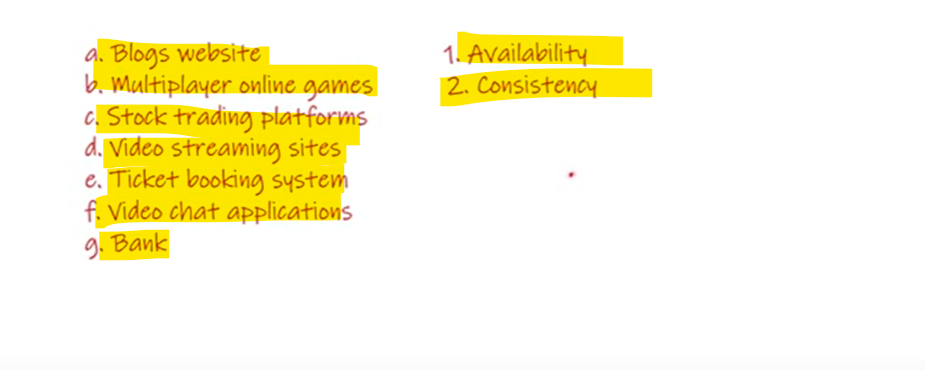 a. Blogs website
b. Multiplayer online games
c. Stock trading platforms
d. Video streaming sites
e. Ticket booking system
f. Video chat applications
g. Bank
1. Availability
2. Consistency